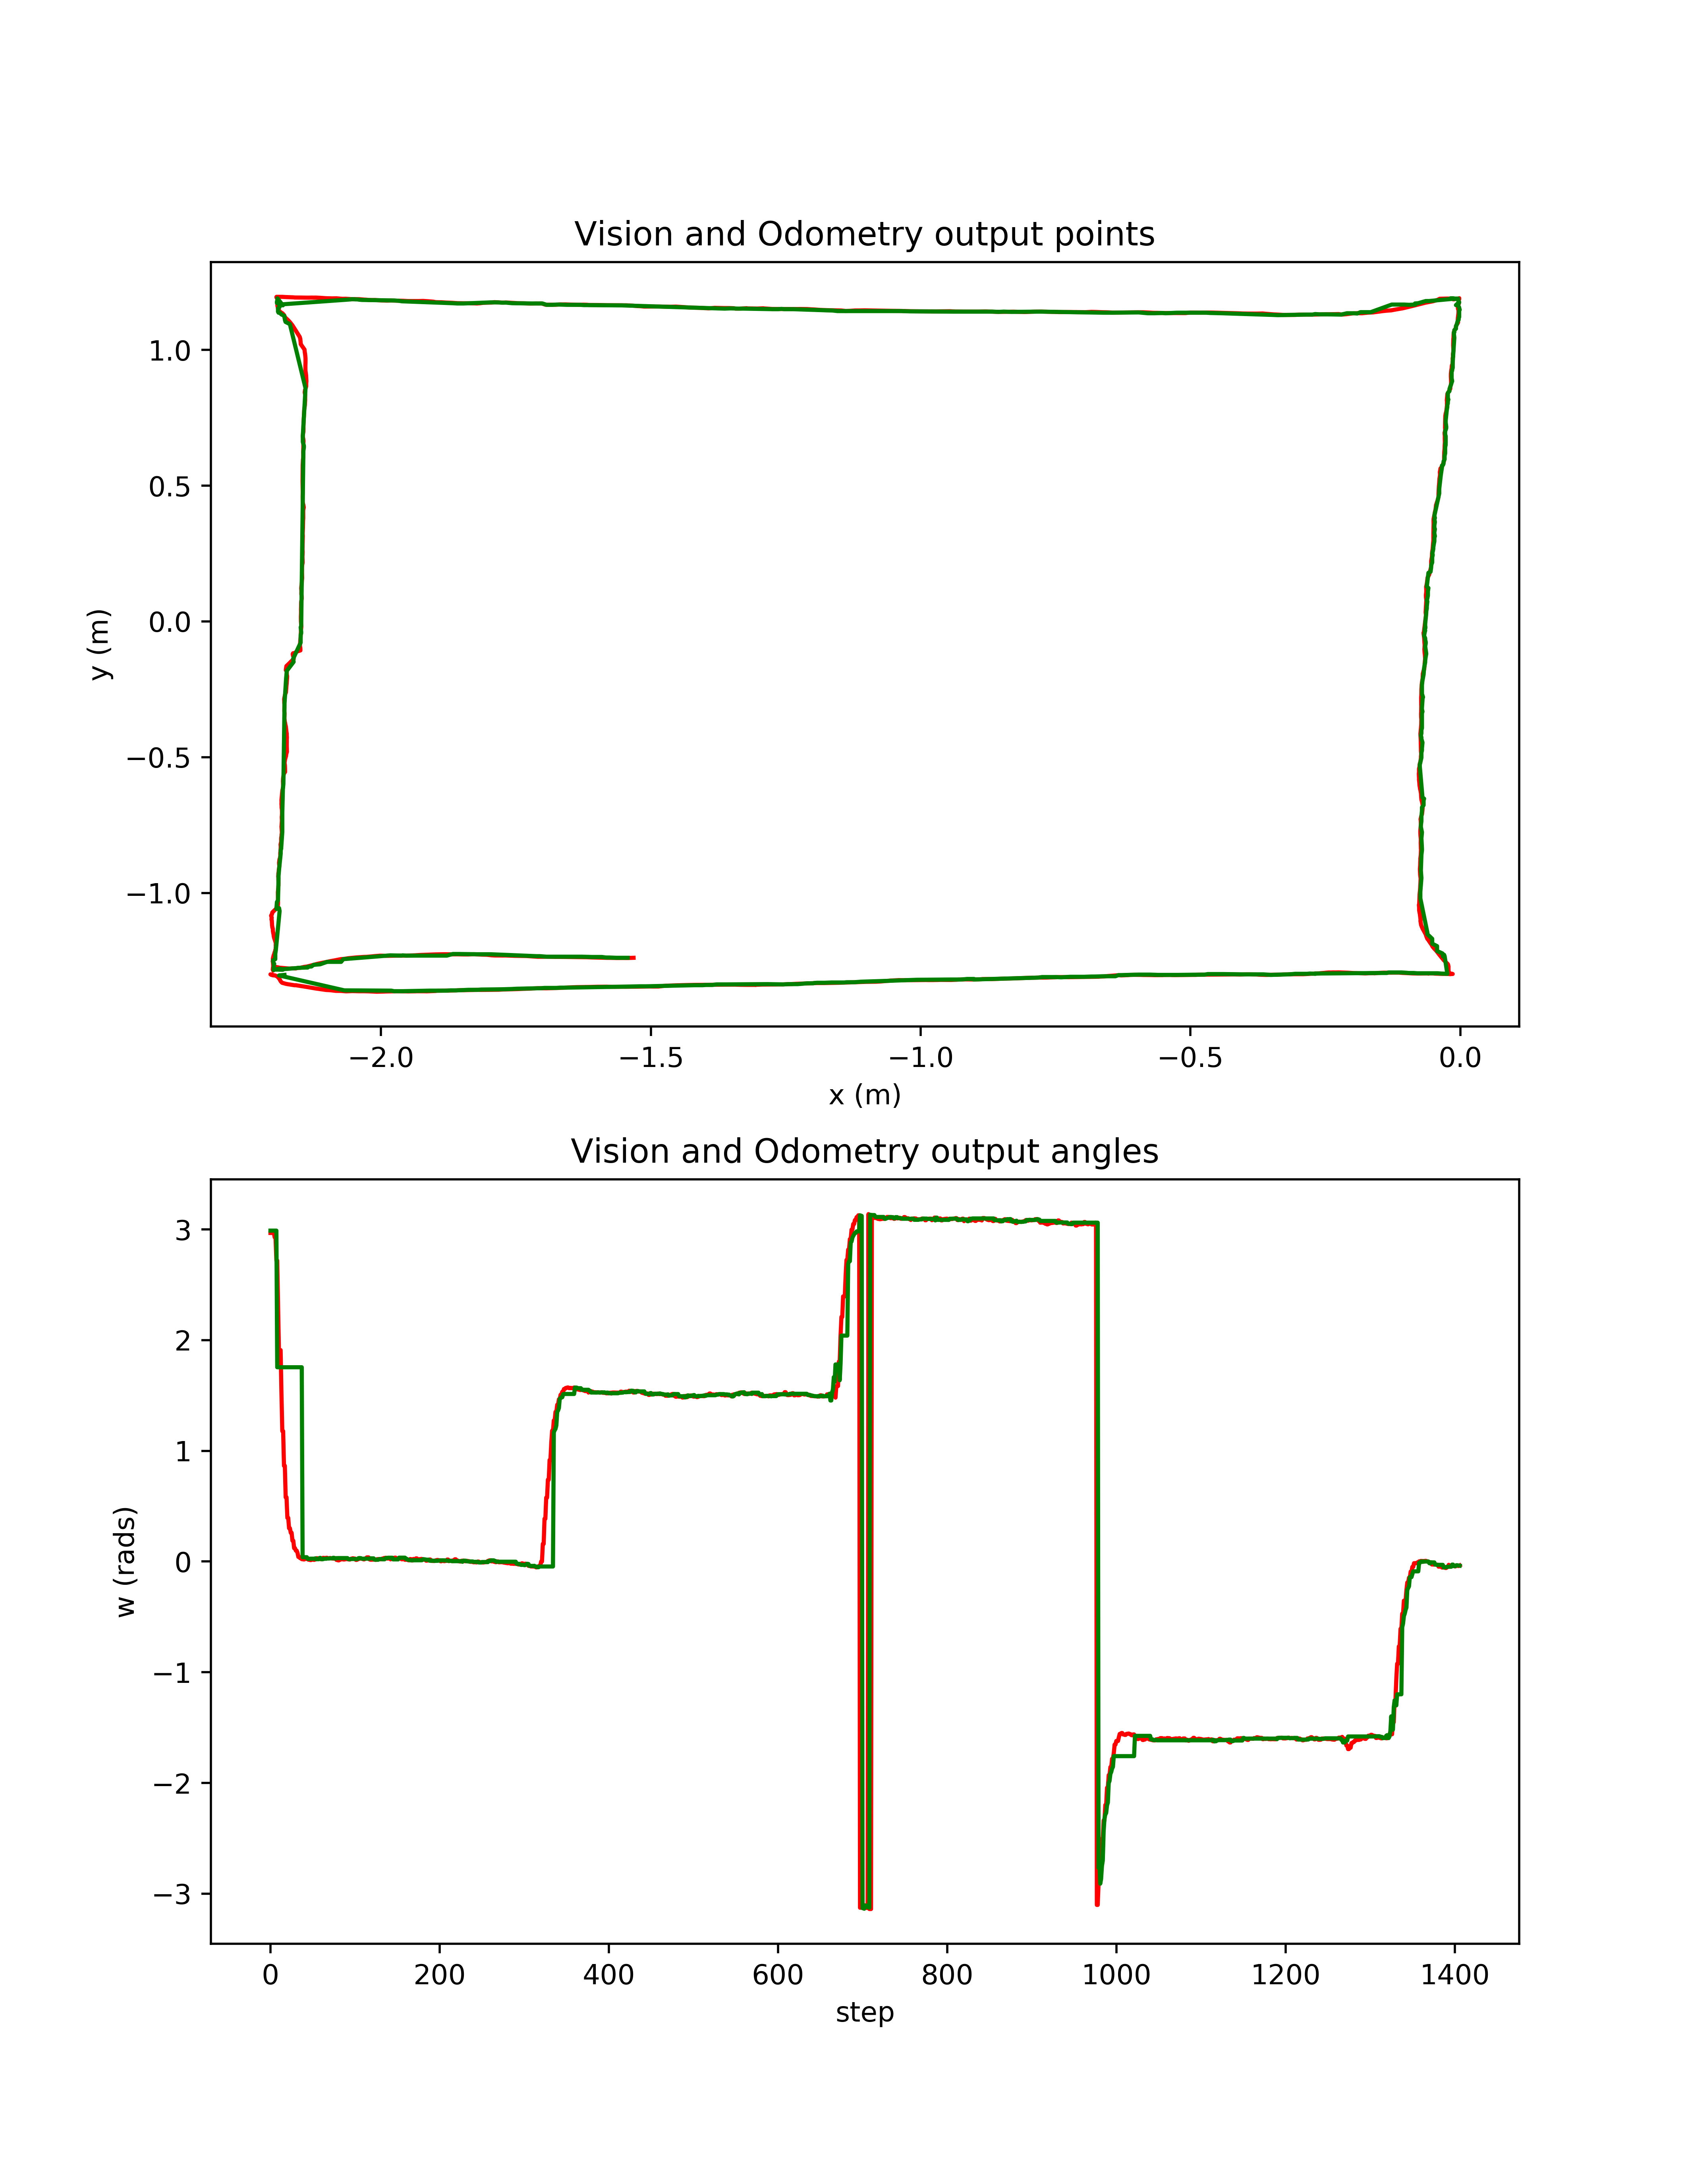 Vision and Odometry output points
1.0
0.5
0.0
−0.5
−1.0
y (m)
−2.0 −1.5 −1.0 −0.5 0.0
x (m)
Vision and Odometry output angles
3
2
1
0
−1
−2
−3
w (rads)
0 200 400 600 800 1000 1200 1400
step